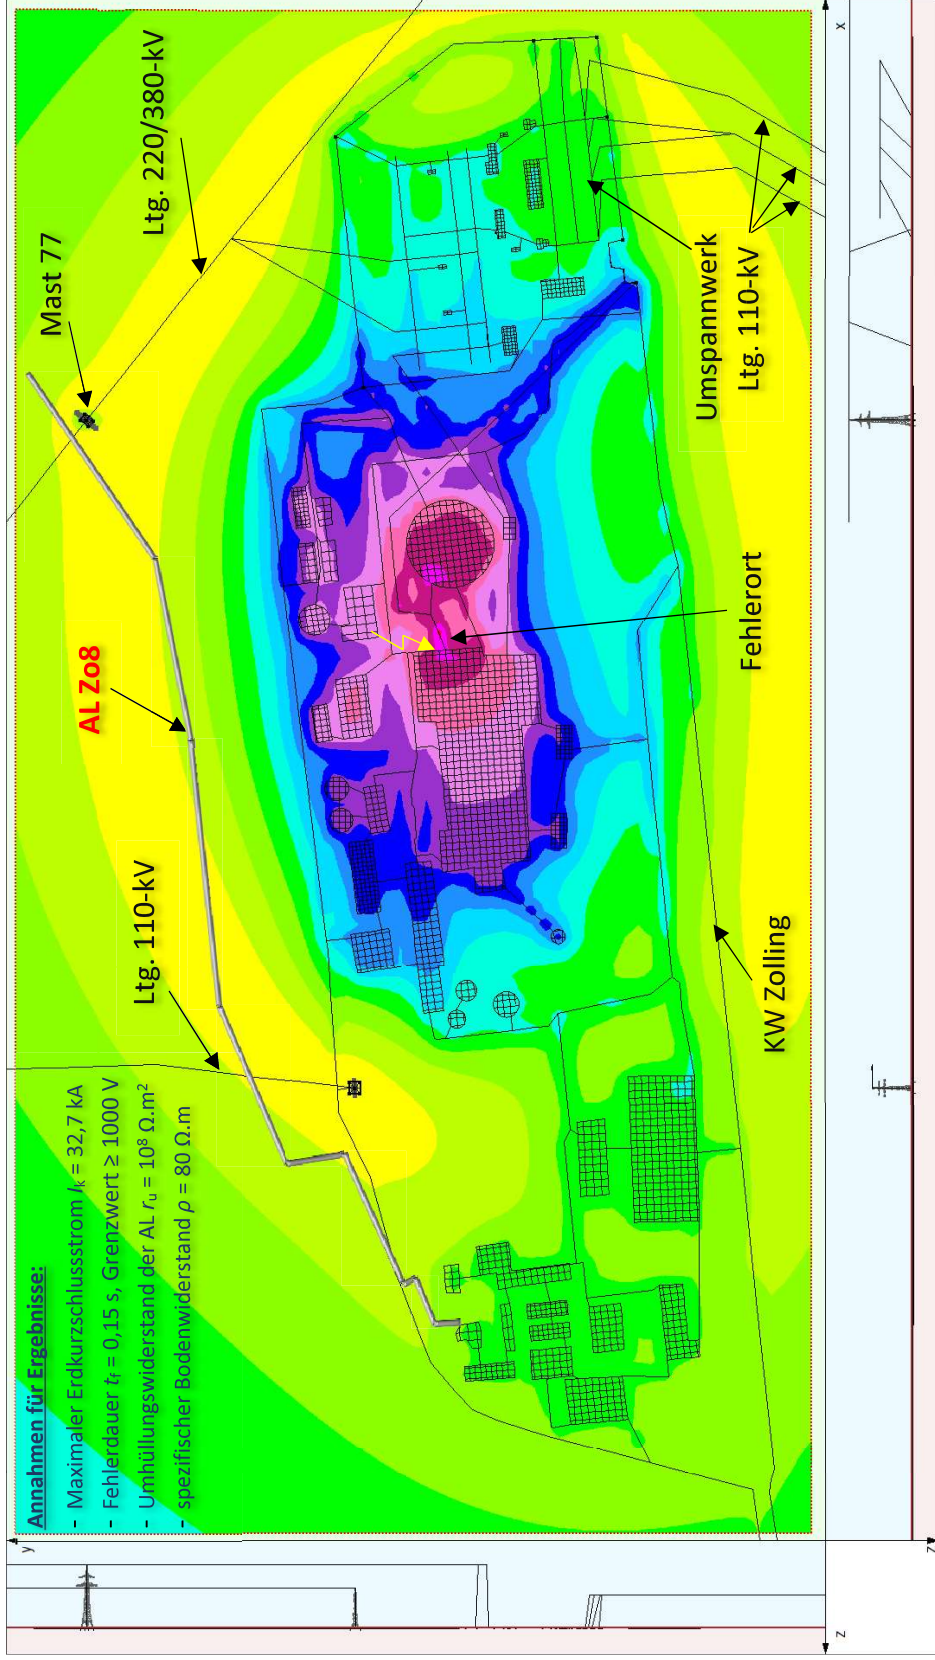 Annahmen für Ergebnisse:
- Maximaler Erdkurzschlussstrom Iₖ = 32,7 kA
- Fehlerdauer t_f = 0,15 s, Grenzwert ≥ 1000 V
- Umhüllungswiderstand der AL rᵤ = 10⁸ Ω.m²
- spezifischer Bodenwiderstand ρ = 80 Ω.m
Ltg. 110-kV
AL Zo8
Mast 77
Ltg. 220/380-kV
KW Zolling
Fehlerort
Umspannwerk
Ltg. 110-kV
y
x
z
z